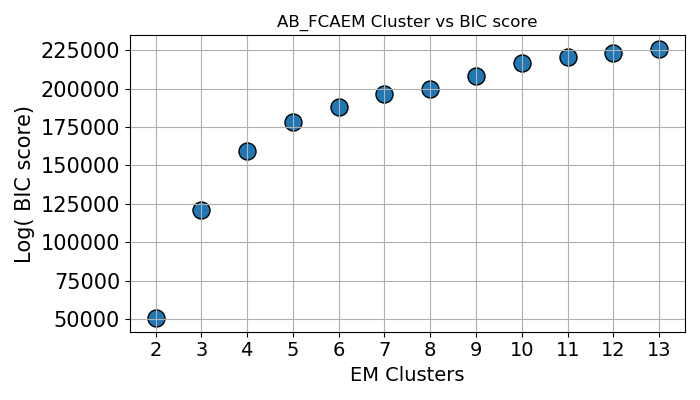 AB_FCAEM Cluster vs BIC score
Log( BIC score)
225000
200000
175000
150000
125000
100000
75000
50000
2 3 4 5 6 7 8 9 10 11 12 13
EM Clusters